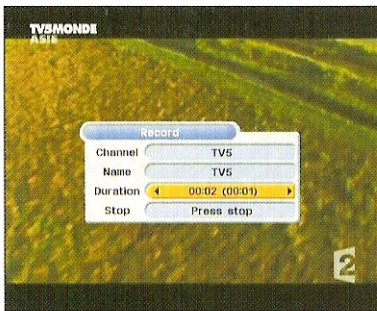 TV5MONDE
ASIE
Record
Channel TV5
Name TV5
Duration 00:02 (00:01)
Stop Press stop
2